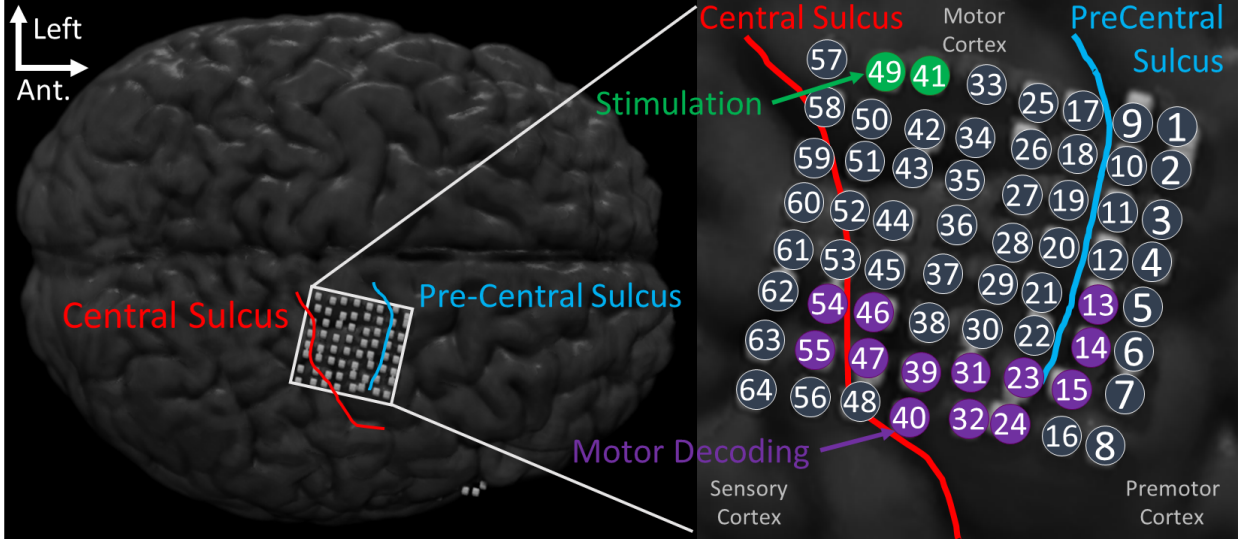 Left
Ant.
Central Sulcus
Pre-Central Sulcus
Central Sulcus
Motor
Cortex
PreCentral
Sulcus
Stimulation
57 49 41 33 25 17 9 1
58 50 42 34 26 18 10 2
59 51 43 35 27 19 11 3
60 52 44 36 28 20 12 4
61 53 45 37 29 21 13 5
62 54 46 38 30 22 14 6
63 55 47 39 31 23 15 7
64 56 48 40 32 24 16 8
Motor Decoding
Sensory
Cortex
Premotor
Cortex